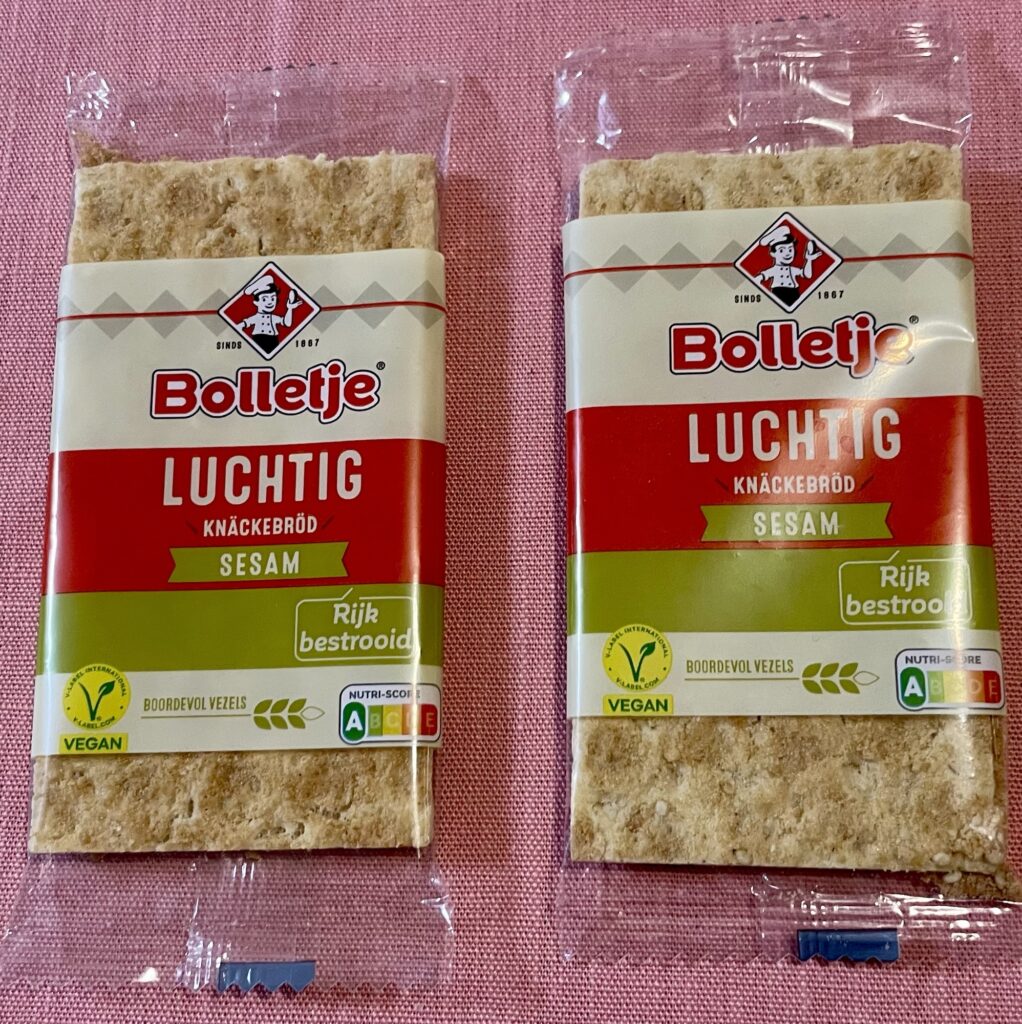 SINDS 1867
Bolletje®
LUCHTIG
KNÄCKEBRÖD
SESAM
Rijk
bestrooid
V-LABEL INTERNATIONAL
V-LABEL.COM
VEGAN
BOORDEVOL VEZELS
NUTRI-SCORE
A B C D E
SINDS 1867
Bolletje®
LUCHTIG
KNÄCKEBRÖD
SESAM
Rijk
bestrooid
V-LABEL INTERNATIONAL
V-LABEL.COM
VEGAN
BOORDEVOL VEZELS
NUTRI-SCORE
A B C D E